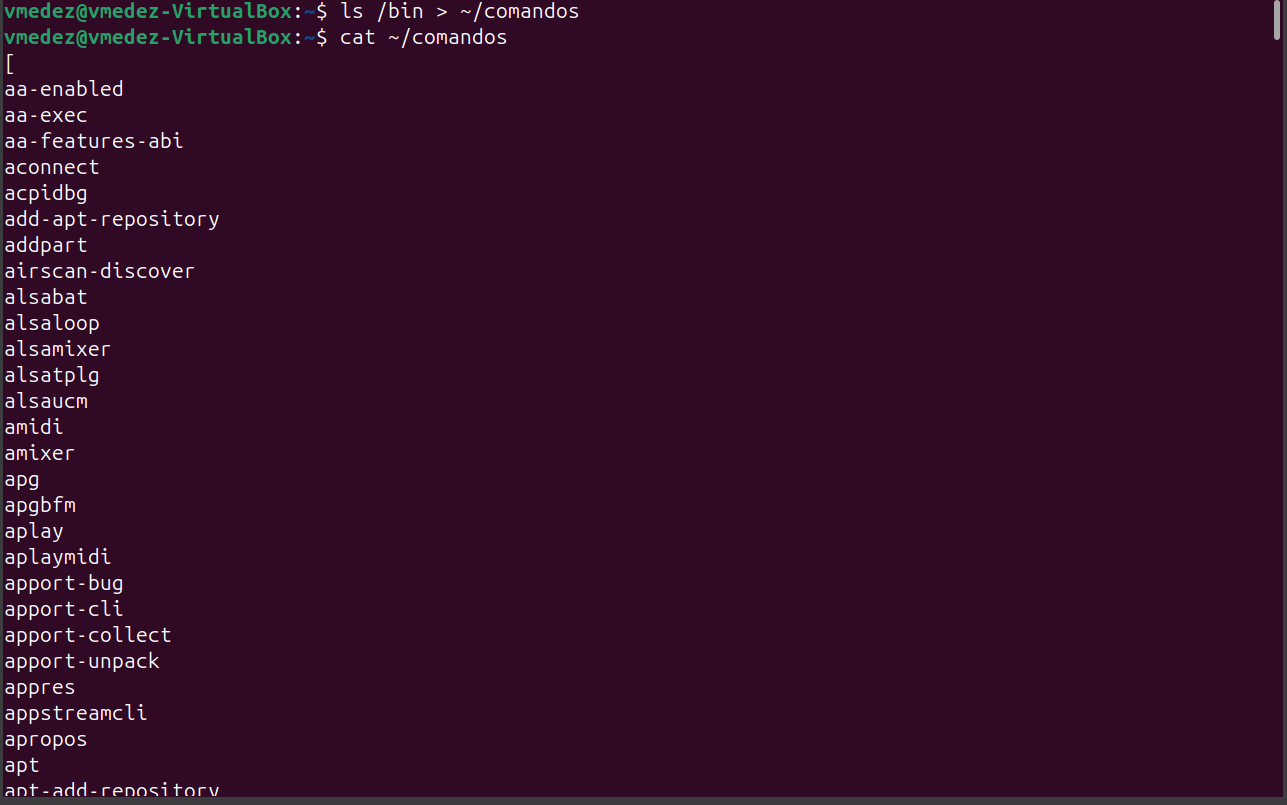 vmedez@vmedez-VirtualBox:~$ ls /bin > ~/comandos
vmedez@vmedez-VirtualBox:~$ cat ~/comandos
[
aa-enabled
aa-exec
aa-features-abi
aconnect
acpidbg
add-apt-repository
addpart
airscan-discover
alsabat
alsaloop
alsamixer
alsatplg
alsaucm
amidi
amixer
apg
apgbfm
aplay
aplaymidi
apport-bug
apport-cli
apport-collect
apport-unpack
appres
appstreamcli
apropos
apt
apt-add-repository